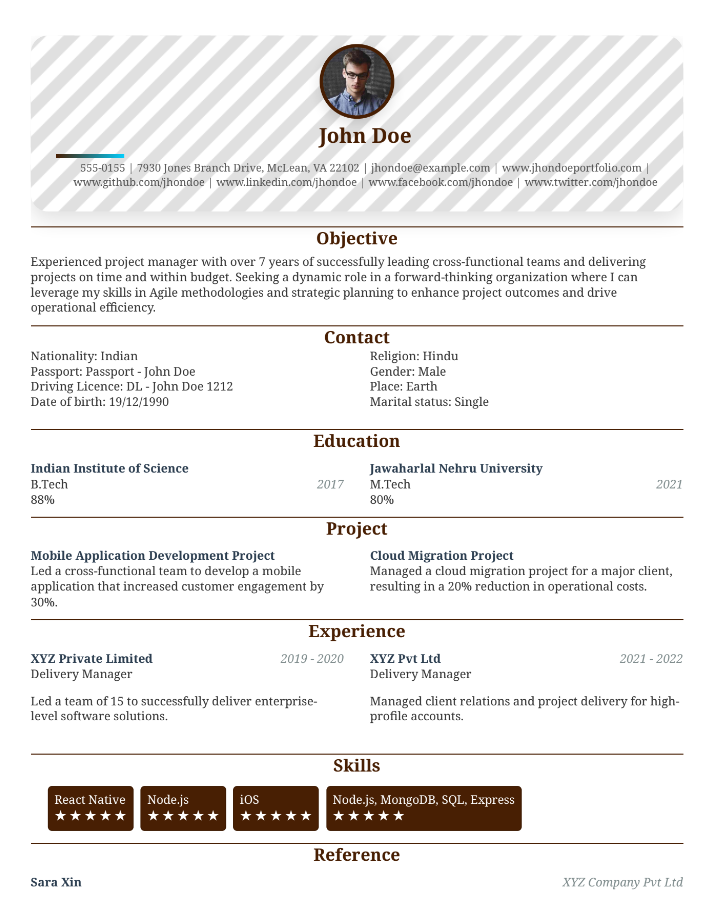 John Doe
555-0155 | 7930 Jones Branch Drive, McLean, VA 22102 | jhondoe@example.com | www.jhondoeportfolio.com |
www.github.com/jhondoe | www.linkedin.com/jhondoe | www.facebook.com/jhondoe | www.twitter.com/jhondoe
Objective
Experienced project manager with over 7 years of successfully leading cross-functional teams and delivering
projects on time and within budget. Seeking a dynamic role in a forward-thinking organization where I can
leverage my skills in Agile methodologies and strategic planning to enhance project outcomes and drive
operational efficiency.
Contact
Nationality: Indian
Passport: Passport - John Doe
Driving Licence: DL - John Doe 1212
Date of birth: 19/12/1990
Religion: Hindu
Gender: Male
Place: Earth
Marital status: Single
Education
Indian Institute of Science
B.Tech 2017
88%
Jawaharlal Nehru University
M.Tech 2021
80%
Project
Mobile Application Development Project
Led a cross-functional team to develop a mobile
application that increased customer engagement by
30%.
Cloud Migration Project
Managed a cloud migration project for a major client,
resulting in a 20% reduction in operational costs.
Experience
XYZ Private Limited 2019 - 2020
Delivery Manager
Led a team of 15 to successfully deliver enterprise-
level software solutions.
XYZ Pvt Ltd 2021 - 2022
Delivery Manager
Managed client relations and project delivery for high-
profile accounts.
Skills
React Native
★★★★★
Node.js
★★★★★
iOS
★★★★★
Node.js, MongoDB, SQL, Express
★★★★★
Reference
Sara Xin XYZ Company Pvt Ltd